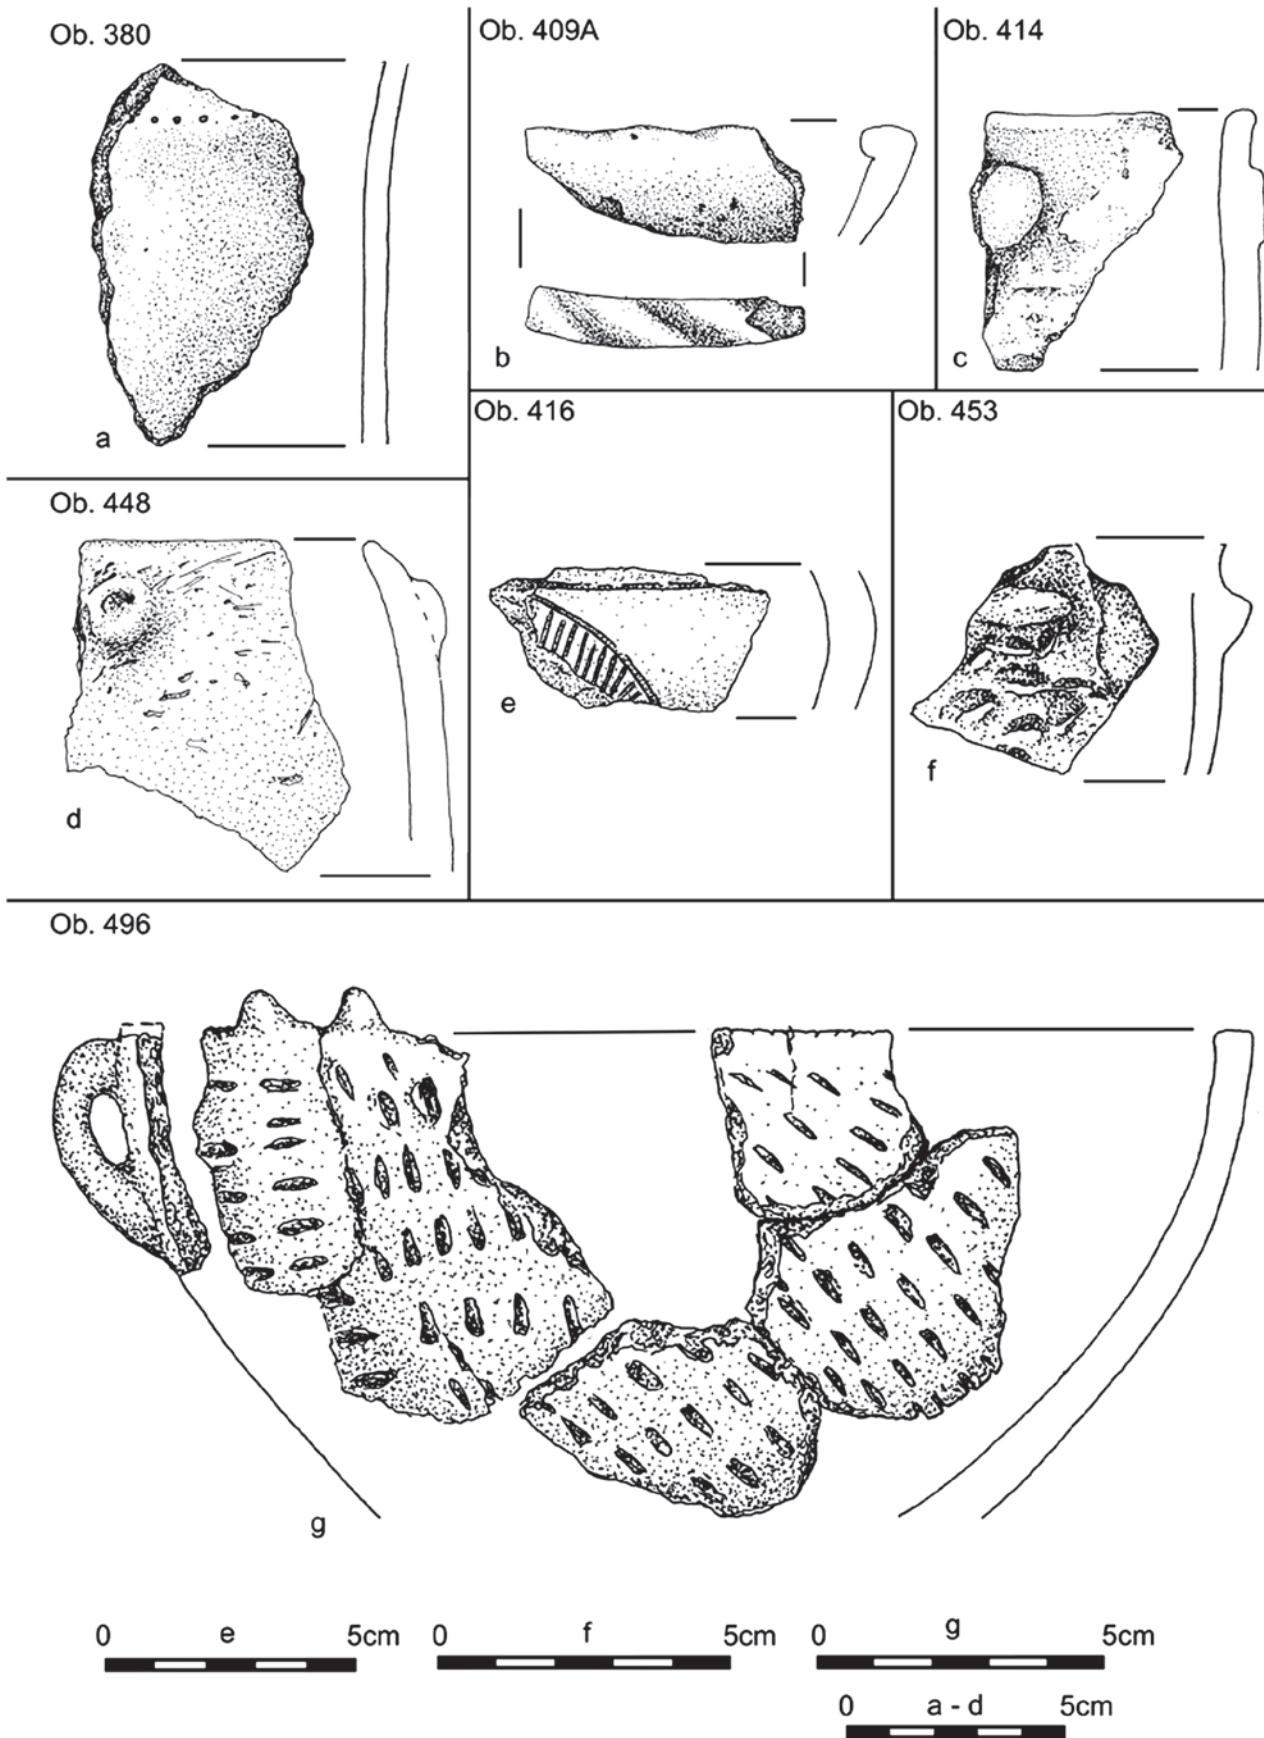 Ob. 380
a
Ob. 409A
b
Ob. 414
c
Ob. 448
d
Ob. 416
e
Ob. 453
f
Ob. 496
g
0 e 5cm
0 f 5cm
0 g 5cm
0 a - d 5cm